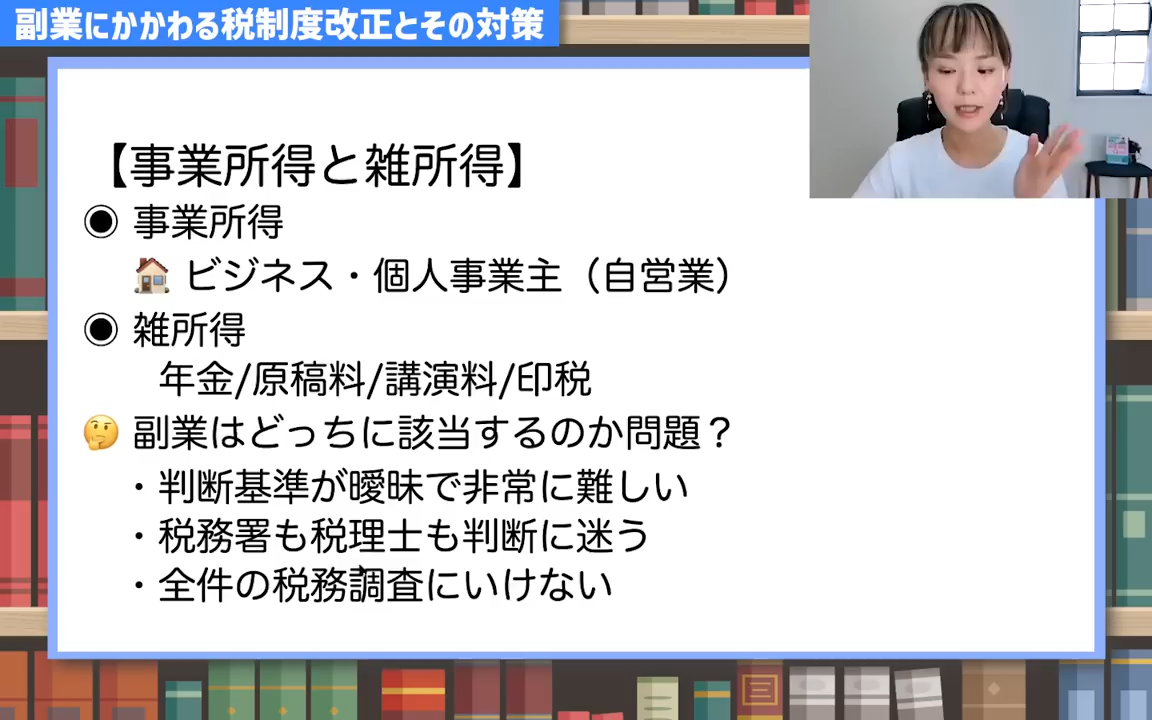 副業にかかわる税制度改正とその対策
【事業所得と雑所得】
◉ 事業所得
🏠 ビジネス・個人事業主（自営業）
◉ 雑所得
年金/原稿料/講演料/印税
🤔 副業はどっちに該当するのか問題？
・判断基準が曖昧で非常に難しい
・税務署も税理士も判断に迷う
・全件の税務調査にいけない